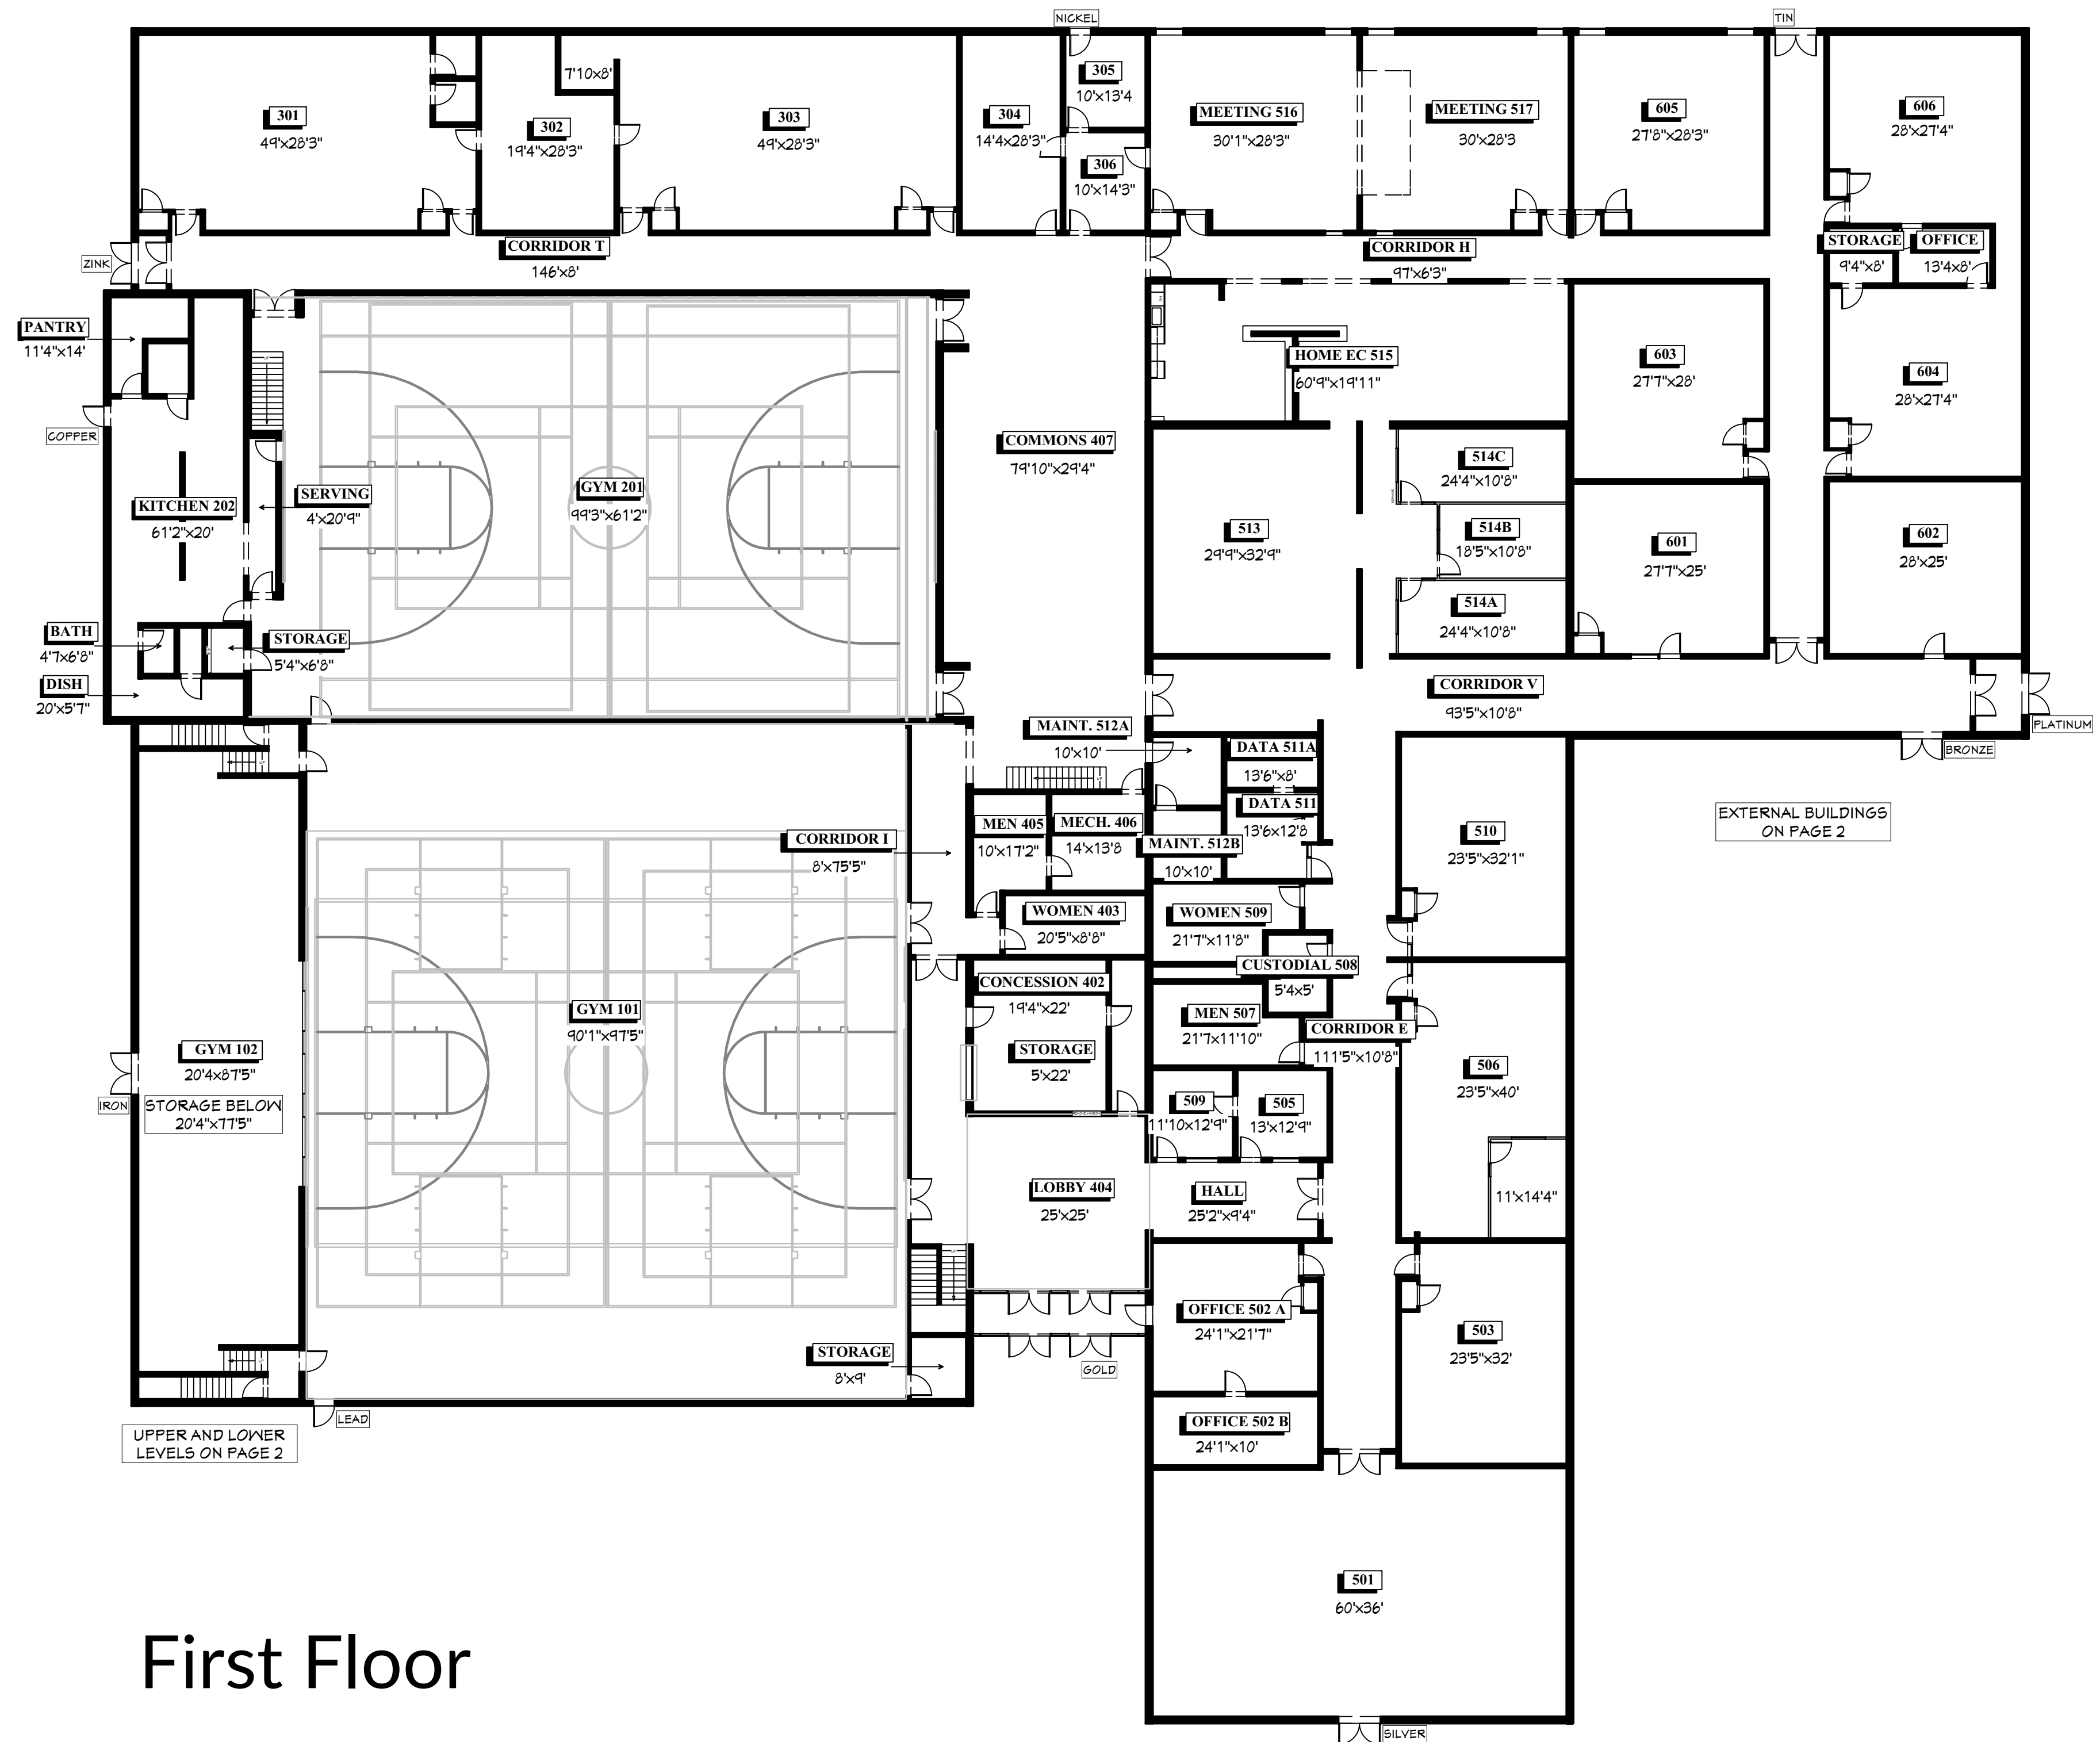 NICKEL
TIN
301
49'x28'3"
302
19'4"x28'3"
7'10x8'
303
49'x28'3"
304
14'4x28'3"
305
10'x13'4
306
10'x14'3"
MEETING 516
30'1"x28'3"
MEETING 517
30'x28'3
605
27'8"x28'3"
606
28'x27'4"
ZINK
CORRIDOR T
146'x8'
CORRIDOR H
97'x6'3"
STORAGE
9'4"x8'
OFFICE
13'4x8'
PANTRY
11'4"x14'
COPPER
KITCHEN 202
61'2"x20'
SERVING
4'x20'9"
GYM 201
99'3"x61'2"
COMMONS 407
79'10"x29'4"
HOME EC 515
60'9"x19'11"
603
27'7"x28'
604
28'x27'4"
513
29'9"x32'9"
514C
24'4"x10'8"
514B
18'5"x10'8"
514A
24'4"x10'8"
601
27'7"x25'
602
28'x25'
BATH
4'7x6'8"
STORAGE
5'4"x6'8"
DISH
20'x5'7"
CORRIDOR V
93'5"x10'8"
PLATINUM
BRONZE
MAINT. 512A
10'x10'
DATA 511A
13'6"x8'
DATA 511
13'6x12'8
MAINT. 512B
10'x10'
CORRIDOR I
8'x75'5"
MEN 405
10'x17'2"
MECH. 406
14'x13'8
WOMEN 403
20'5"x8'8"
WOMEN 509
21'7"x11'8"
510
23'5"x32'1"
EXTERNAL BUILDINGS
ON PAGE 2
CUSTODIAL 508
5'4x5'
CONCESSION 402
19'4"x22'
STORAGE
5'x22'
MEN 507
21'7x11'10"
CORRIDOR E
111'5"x10'8"
GYM 101
90'1"x97'5"
GYM 102
20'4x87'5"
IRON
STORAGE BELOW
20'4"x77'5"
506
23'5"x40'
11'x14'4"
509
11'10x12'9"
505
13'x12'9"
LOBBY 404
25'x25'
HALL
25'2"x9'4"
OFFICE 502 A
24'1"x21'7"
503
23'5"x32'
STORAGE
8'x9'
GOLD
LEAD
OFFICE 502 B
24'1"x10'
UPPER AND LOWER
LEVELS ON PAGE 2
501
60'x36'
First Floor
SILVER